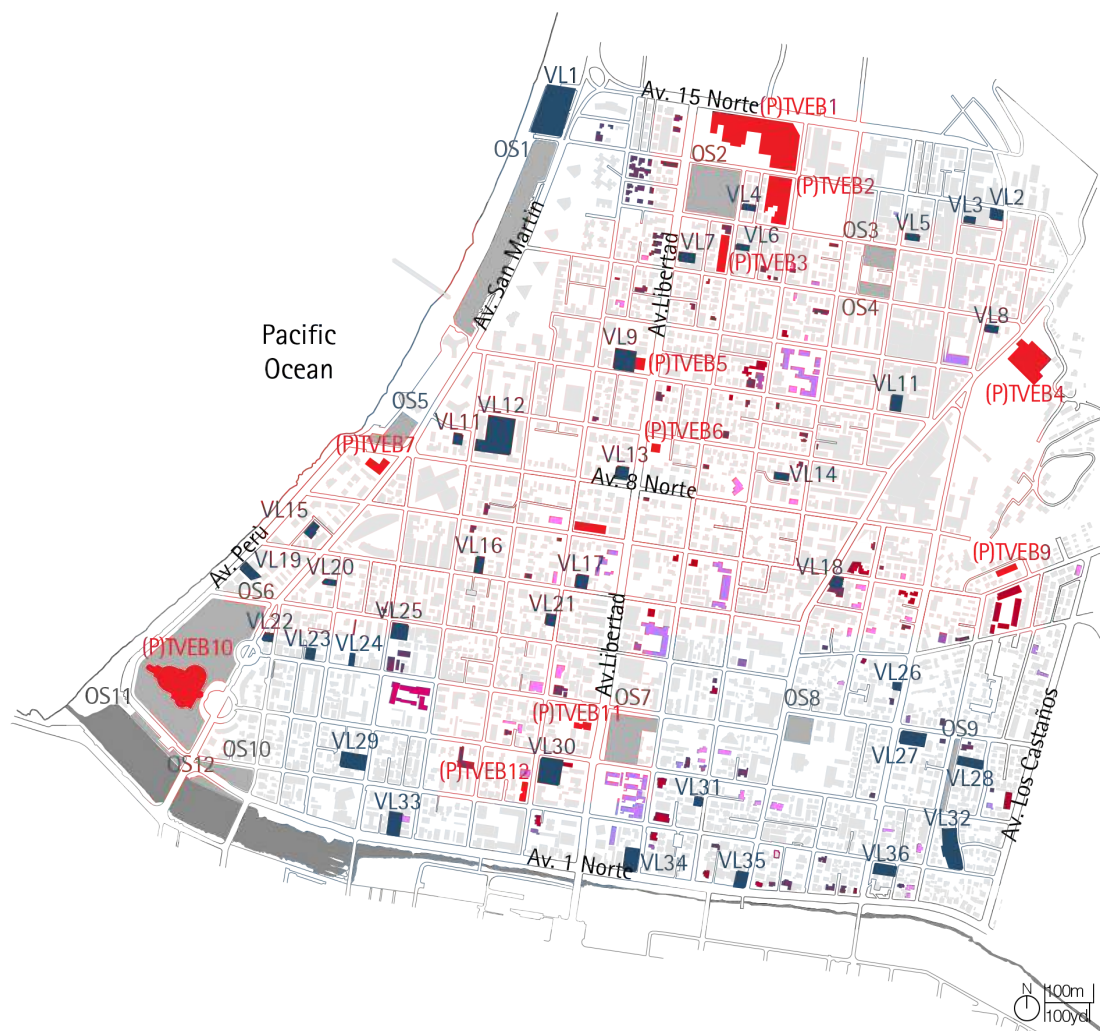 VL1
Av. 15 Norte
(P)TVEB1
OS1
OS2
(P)TVEB2
VL4
VL3
VL2
Av. San Martin
VL5
OS3
VL7
VL6
(P)TVEB3
Av.Libertad
OS4
VL8
Pacific
Ocean
VL9
(P)TVEB5
(P)TVEB4
VL11
OS5
VL12
VL11
(P)TVEB7
(P)TVEB6
VL13
Av. 8 Norte
VL14
VL15
Av. Perú
VL19
VL20
VL16
VL17
VL18
(P)TVEB9
OS6
VL22
VL23
VL24
VL25
VL21
Av.Libertad
(P)TVEB10
VL26
OS11
OS7
OS8
(P)TVEB11
OS9
VL27
VL28
Av. Los Castaños
OS12
OS10
VL29
(P)TVEB12
VL30
VL31
VL33
VL32
Av. 1 Norte
VL34
VL35
VL36
N
100m
100yd